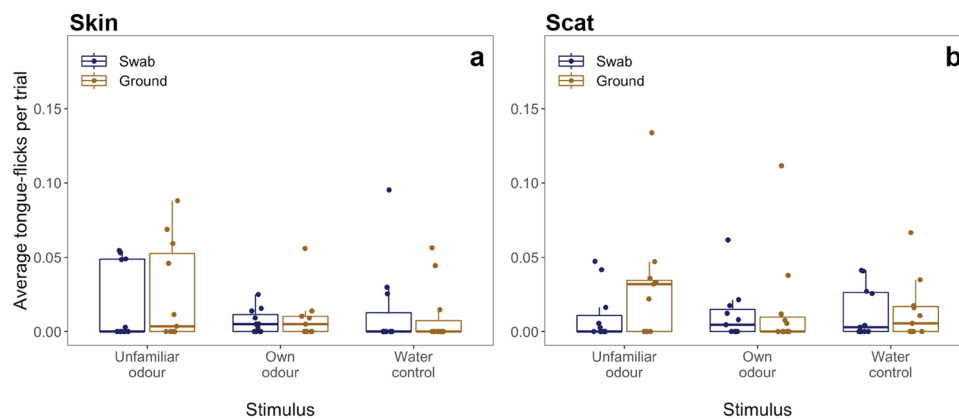 Skin
a
Swab
Ground
Average tongue-flicks per trial
0.15
0.10
0.05
0.00
Unfamiliar
odour
Own
odour
Water
control
Stimulus
Scat
b
Swab
Ground
0.15
0.10
0.05
0.00
Unfamiliar
odour
Own
odour
Water
control
Stimulus